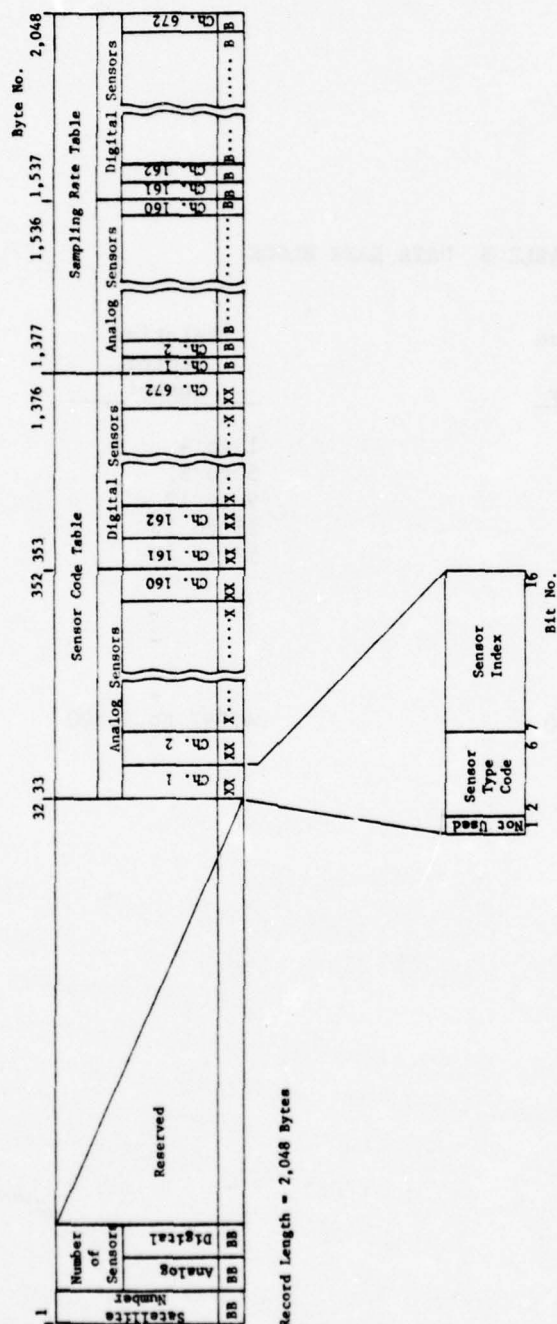 Byte No.
1
32 33
352 353
1,376
1,377
1,536
1,537
2,048
Satellite Number
Number of Sensors
Analog
Digital
Reserved
Sensor Code Table
Sampling Rate Table
Analog Sensors
Digital Sensors
Analog Sensors
Digital Sensors
Ch. 1
Ch. 2
Ch. 160
Ch. 161
Ch. 162
Ch. 672
Ch. 1
Ch. 2
Ch. 160
Ch. 161
Ch. 162
Ch. 672
BB BB BB XX XX X··· ·····X XX XX XX X··· ···X XX B B B··· ······ B B B B··· ····· B B
Record Length = 2,048 Bytes
Not Used
Sensor Type Code
Sensor Index
1 2 6 7 16
Bit No.